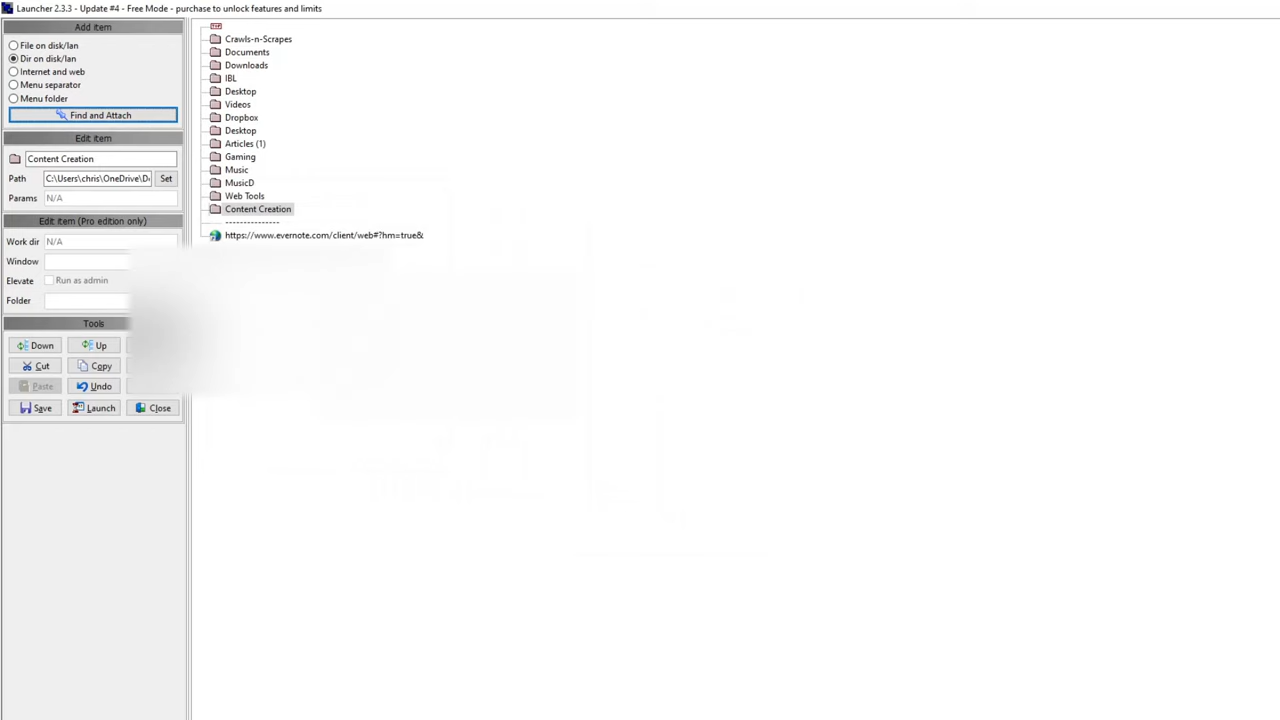 Launcher 2.3.3 - Update #4 - Free Mode - purchase to unlock features and limits
Add item
File on disk/lan
Dir on disk/lan
Internet and web
Menu separator
Menu folder
Find and Attach
Edit item
Content Creation
Path C:\Users\chris\OneDrive\D Set
Params N/A
Edit item (Pro edition only)
Work dir N/A
Window
Elevate Run as admin
Folder
Tools
Down Up
Cut Copy
Paste Undo
Save Launch Close
TOP
Crawls-n-Scrapes
Documents
Downloads
IBL
Desktop
Videos
Dropbox
Desktop
Articles (1)
Gaming
Music
MusicD
Web Tools
Content Creation
---------------
https://www.evernote.com/client/web#?hm=true&